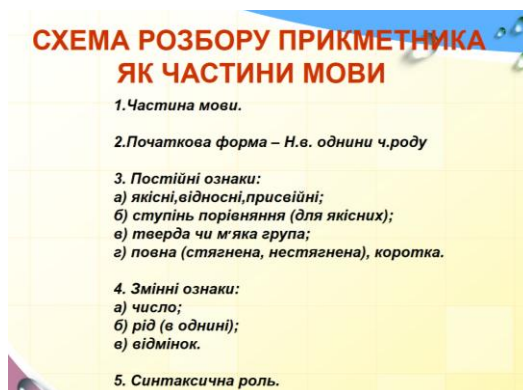 СХЕМА РОЗБОРУ ПРИКМЕТНИКА
ЯК ЧАСТИНИ МОВИ
1.Частина мови.
2.Початкова форма – Н.в. однини ч.роду
3. Постійні ознаки:
а) якісні,відносні,присвійні;
б) ступінь порівняння (для якісних);
в) тверда чи м'яка група;
г) повна (стягнена, нестягнена), коротка.
4. Змінні ознаки:
а) число;
б) рід (в однині);
в) відмінок.
5. Синтаксична роль.